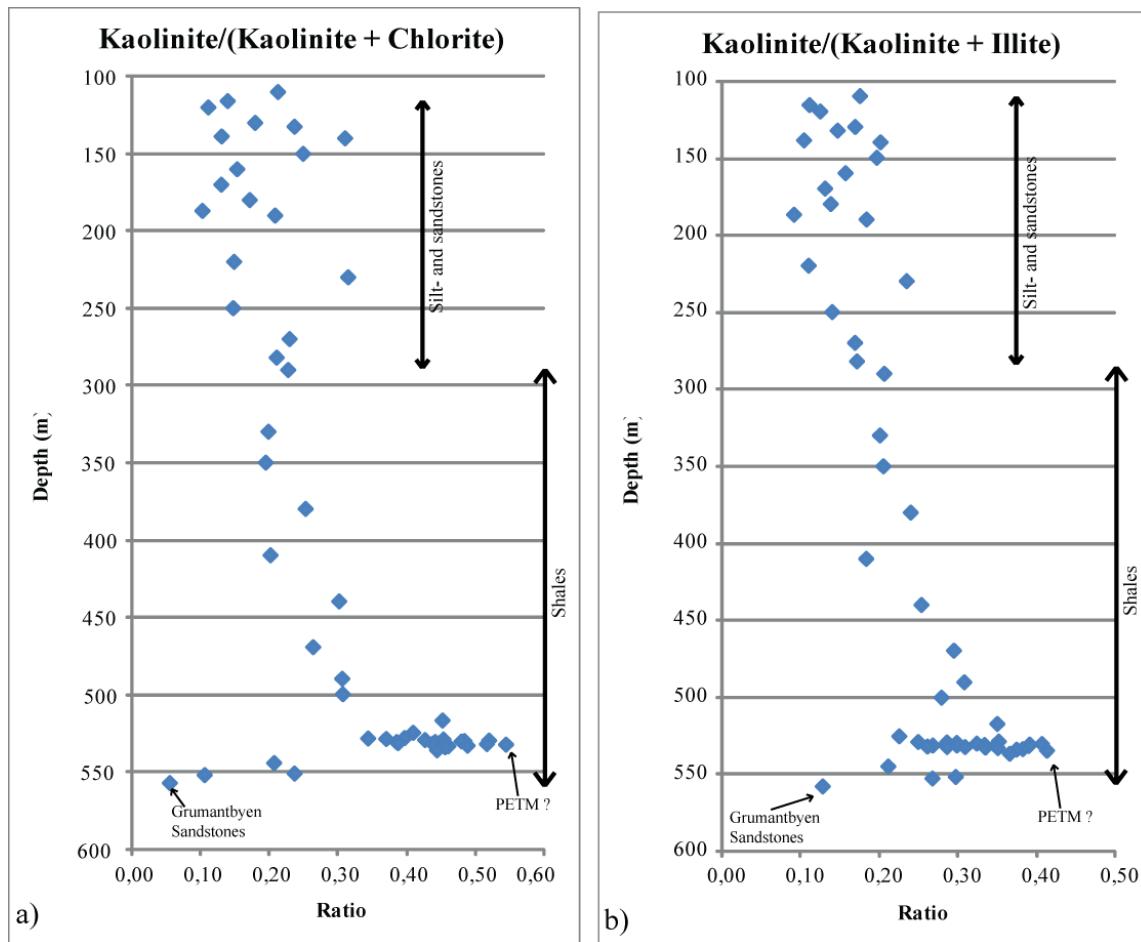 Kaolinite/(Kaolinite + Chlorite)
100
150
200
250
300
350
400
450
500
550
600
Depth (m)
0,00 0,10 0,20 0,30 0,40 0,50 0,60
Ratio
Silt- and sandstones
Shales
Grumantbyen
Sandstones
PETM ?
a)
Kaolinite/(Kaolinite + Illite)
100
150
200
250
300
350
400
450
500
550
600
Depth (m)
0,00 0,10 0,20 0,30 0,40 0,50
Ratio
Silt- and sandstones
Shales
Grumantbyen
Sandstones
PETM ?
b)